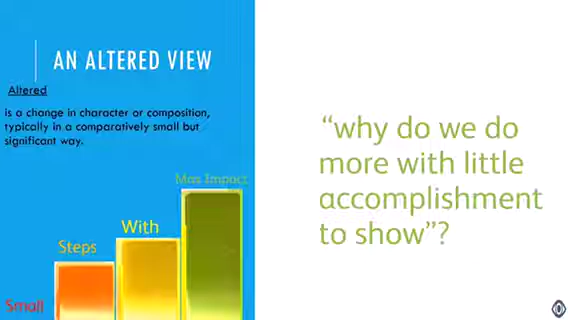 AN ALTERED VIEW
Altered
is a change in character or composition,
typically in a comparatively small but
significant way.
Max Impact
With
Steps
Small
“why do we do
more with little
accomplishment
to show”?